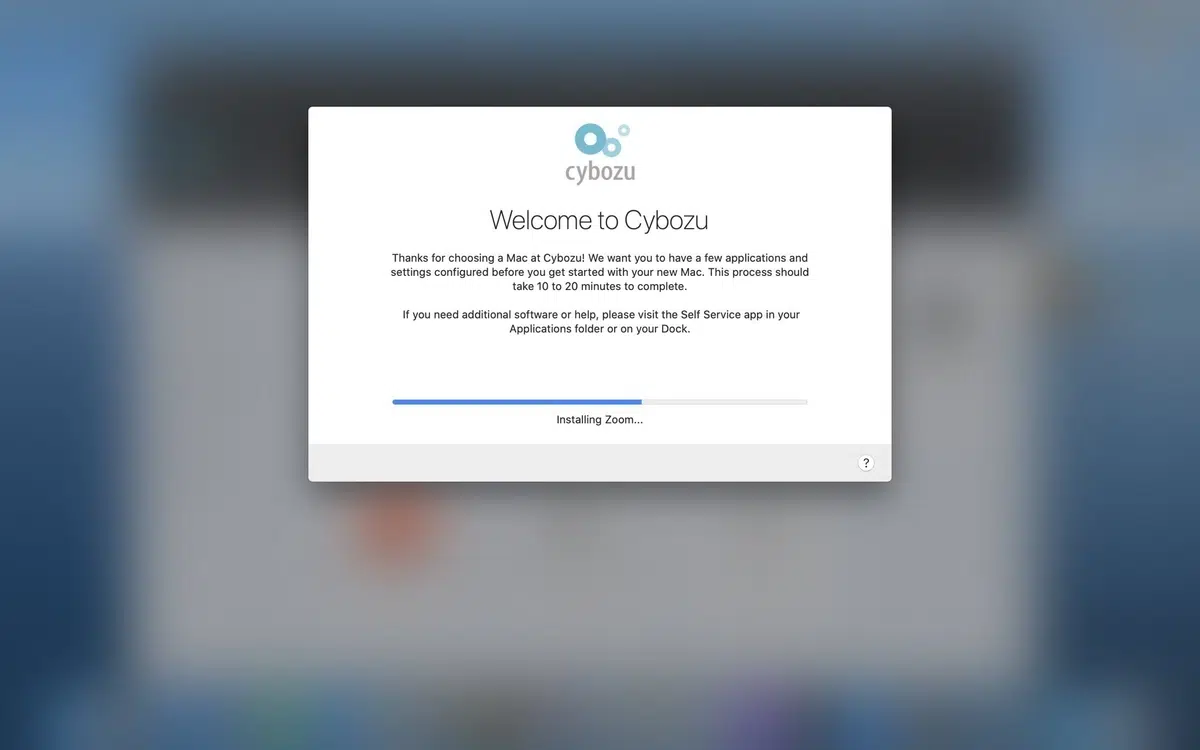 cybozu
Welcome to Cybozu
Thanks for choosing a Mac at Cybozu! We want you to have a few applications and
settings configured before you get started with your new Mac. This process should
take 10 to 20 minutes to complete.
If you need additional software or help, please visit the Self Service app in your
Applications folder or on your Dock.
Installing Zoom...
?